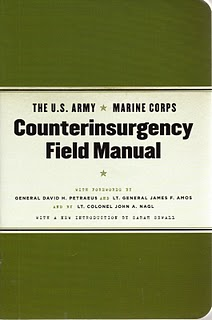 THE U.S. ARMY ★ MARINE CORPS
Counterinsurgency
Field Manual
WITH FOREWORDS BY
GENERAL DAVID H. PETRAEUS AND LT. GENERAL JAMES F. AMOS
AND BY LT. COLONEL JOHN A. NAGL
WITH A NEW INTRODUCTION BY SARAH SEWALL